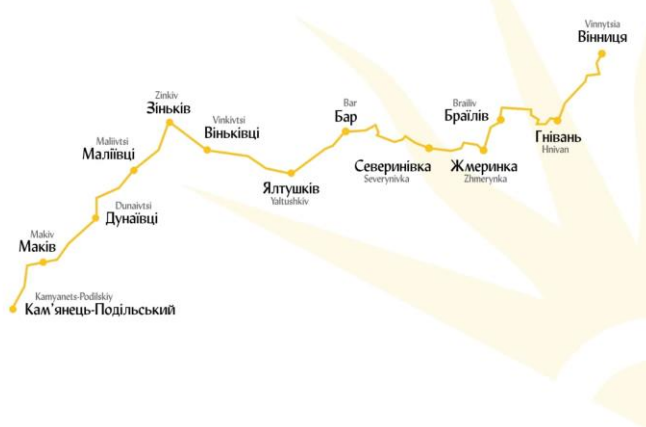 Vinnytsia
Вінниця
Zinkiv
Зіньків
Vinkivtsi
Віньківці
Bar
Бар
Brailiv
Браїлів
Гнівань
Hnivan
Maliivtsi
Маліївці
Северинівка
Severynivka
Жмеринка
Zhmerynka
Ялтушків
Yaltushkiv
Dunaivtsi
Дунаївці
Makiv
Маків
Kamyanets-Podilskiy
Кам'янець-Подільський